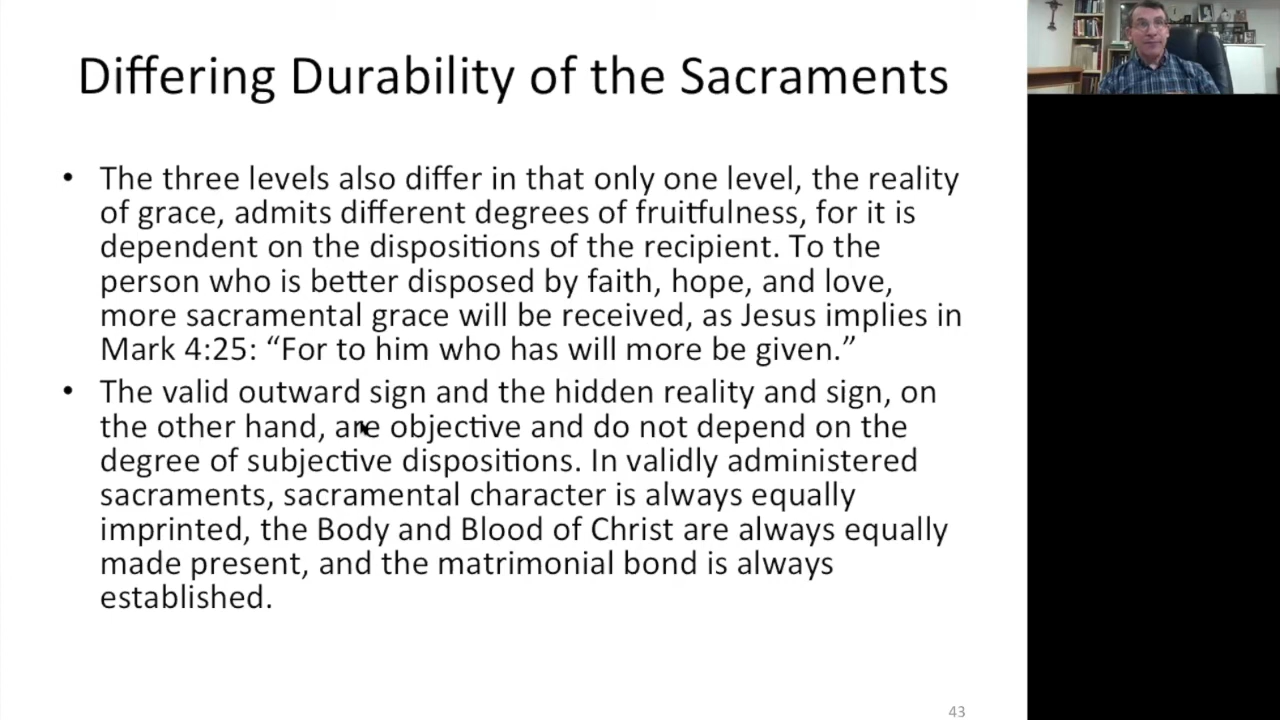 Differing Durability of the Sacraments
• The three levels also differ in that only one level, the reality
of grace, admits different degrees of fruitfulness, for it is
dependent on the dispositions of the recipient. To the
person who is better disposed by faith, hope, and love,
more sacramental grace will be received, as Jesus implies in
Mark 4:25: “For to him who has will more be given.”
• The valid outward sign and the hidden reality and sign, on
the other hand, are objective and do not depend on the
degree of subjective dispositions. In validly administered
sacraments, sacramental character is always equally
imprinted, the Body and Blood of Christ are always equally
made present, and the matrimonial bond is always
established.
43